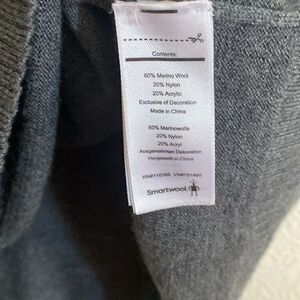 Contents:
60% Merino Wool
20% Nylon
20% Acrylic
Exclusive of Decoration
Made in China
60% Merinowolle
20% Nylon
20% Acryl
Ausgenommen Dekoration
Hergestellt in China
Smartwool